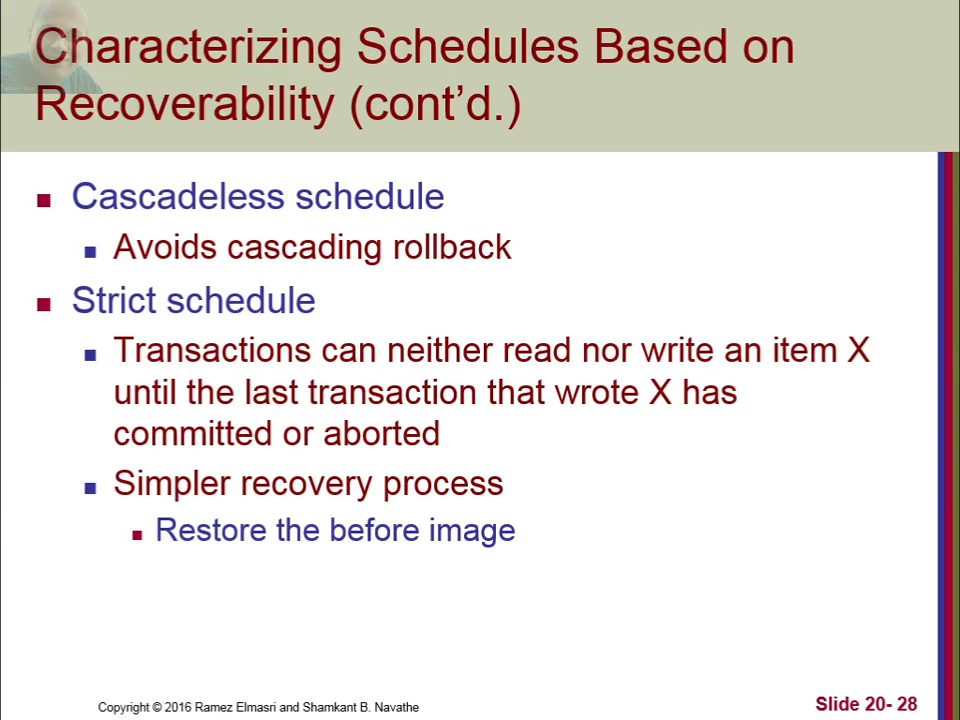 Characterizing Schedules Based on
Recoverability (cont’d.)
Cascadeless schedule
Avoids cascading rollback
Strict schedule
Transactions can neither read nor write an item X
until the last transaction that wrote X has
committed or aborted
Simpler recovery process
Restore the before image
Copyright © 2016 Ramez Elmasri and Shamkant B. Navathe
Slide 20- 28